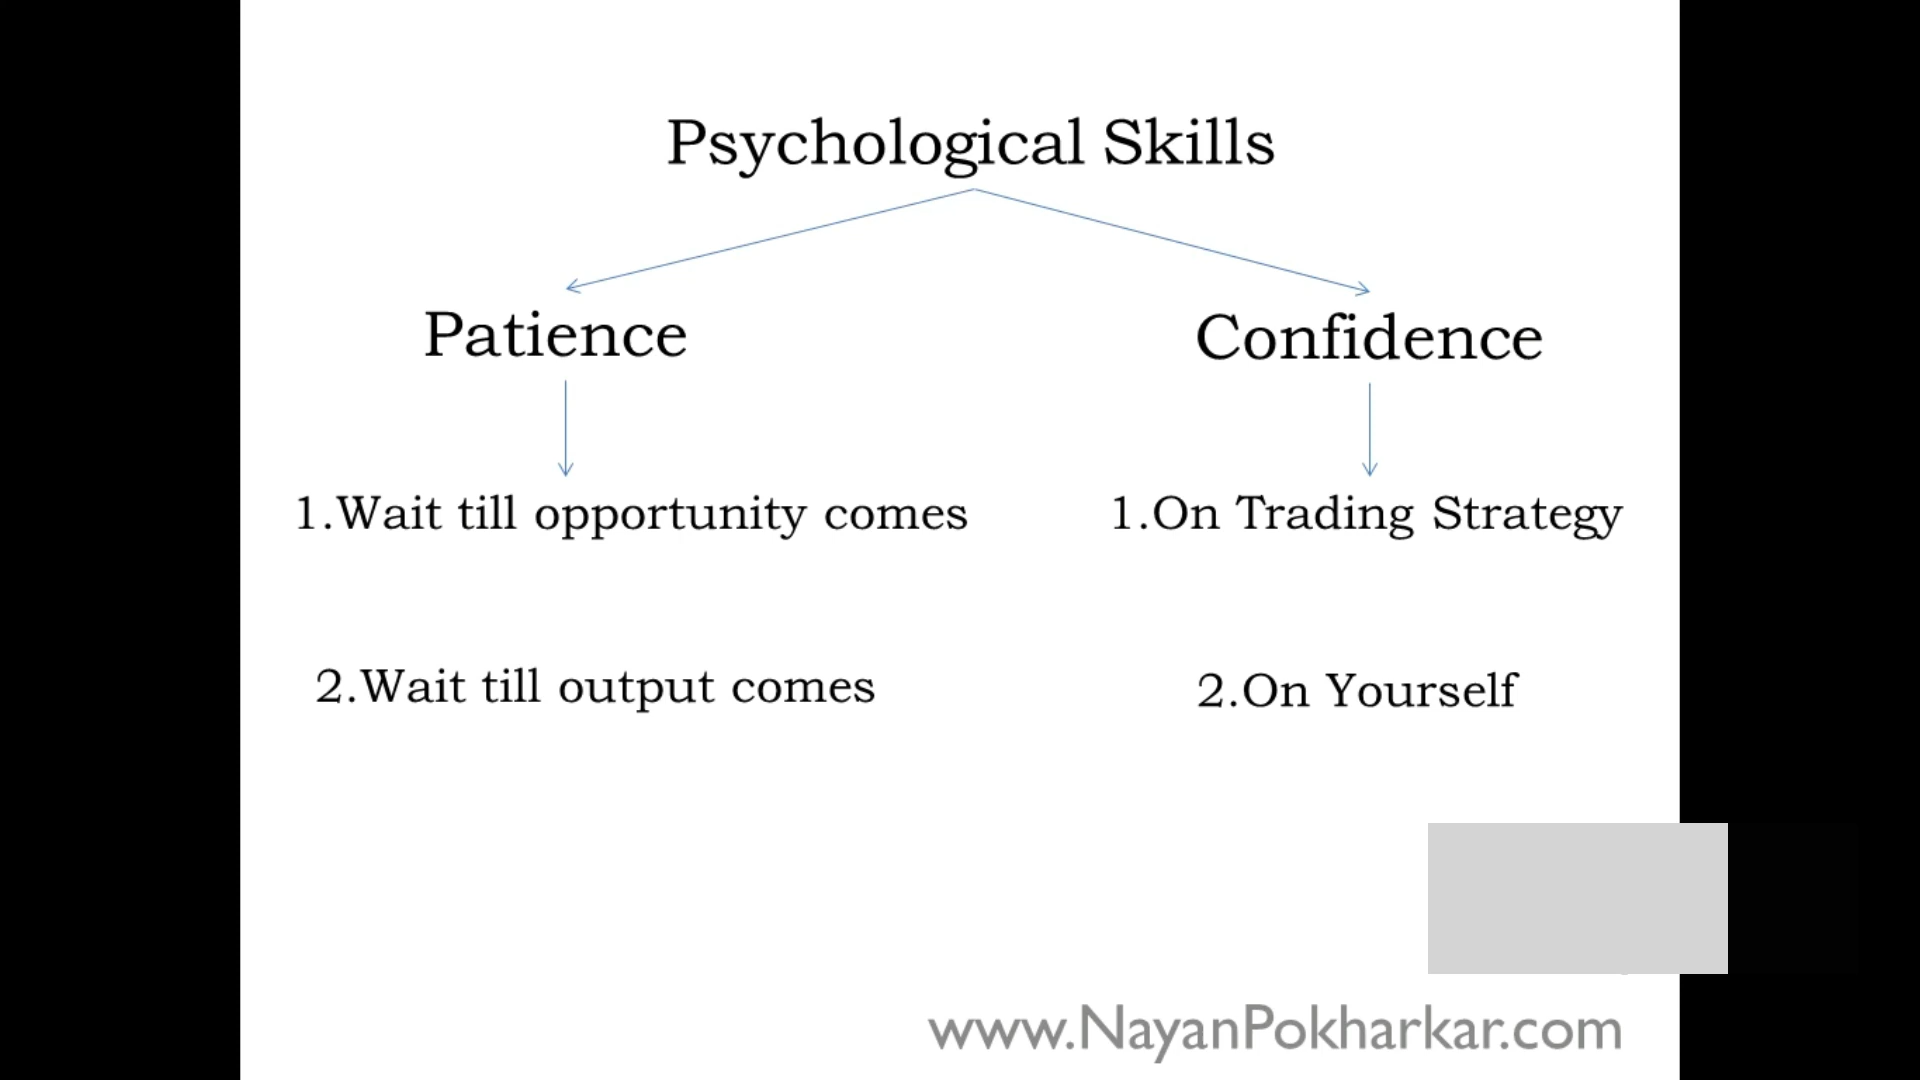 Psychological Skills
Patience
Confidence
1.Wait till opportunity comes
1.On Trading Strategy
2.Wait till output comes
2.On Yourself
www.NayanPokharkar.com